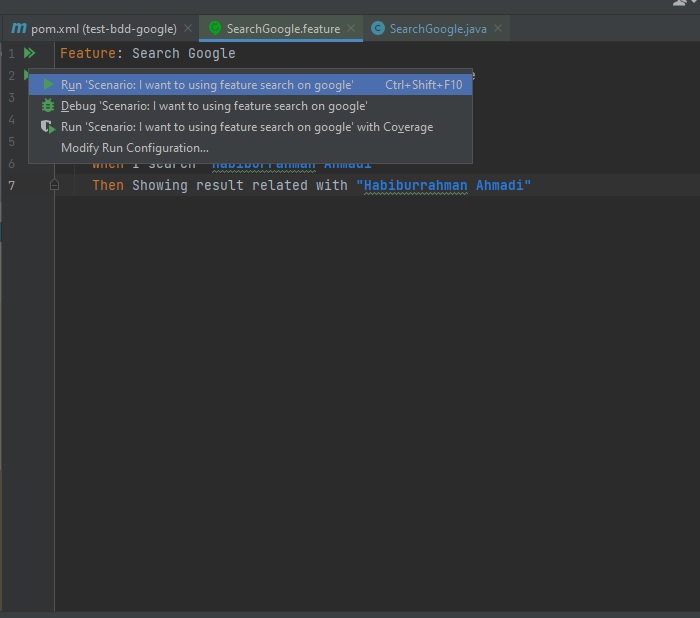 m pom.xml (test-bdd-google) × SearchGoogle.feature × C SearchGoogle.java ×
1 Feature: Search Google
2
Run 'Scenario: I want to using feature search on google' Ctrl+Shift+F10
3 Debug 'Scenario: I want to using feature search on google'
4 Run 'Scenario: I want to using feature search on google' with Coverage
5 Modify Run Configuration...
6 When I search "Habiburrahman Ahmadi"
7 Then Showing result related with "Habiburrahman Ahmadi"